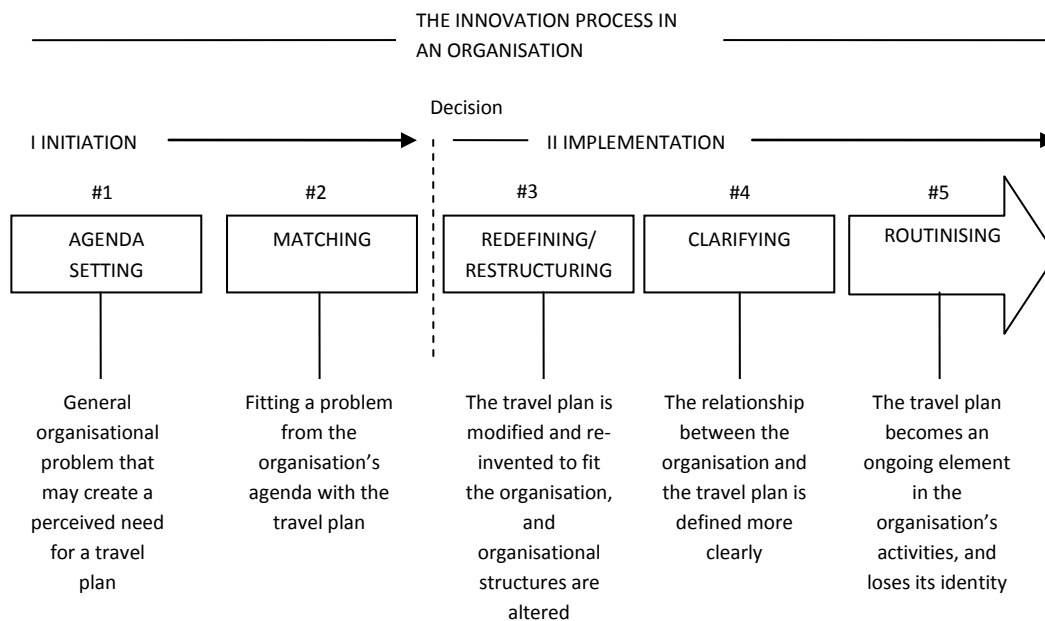 THE INNOVATION PROCESS IN
AN ORGANISATION
Decision
I INITIATION
II IMPLEMENTATION
#1
#2
#3
#4
#5
AGENDA
SETTING
MATCHING
REDEFINING/
RESTRUCTURING
CLARIFYING
ROUTINISING
General
organisational
problem that
may create a
perceived need
for a travel
plan
Fitting a problem
from the
organisation’s
agenda with the
travel plan
The travel plan is
modified and re-
invented to fit
the organisation,
and
organisational
structures are
altered
The relationship
between the
organisation and
the travel plan is
defined more
clearly
The travel plan
becomes an
ongoing element
in the
organisation’s
activities, and
loses its identity